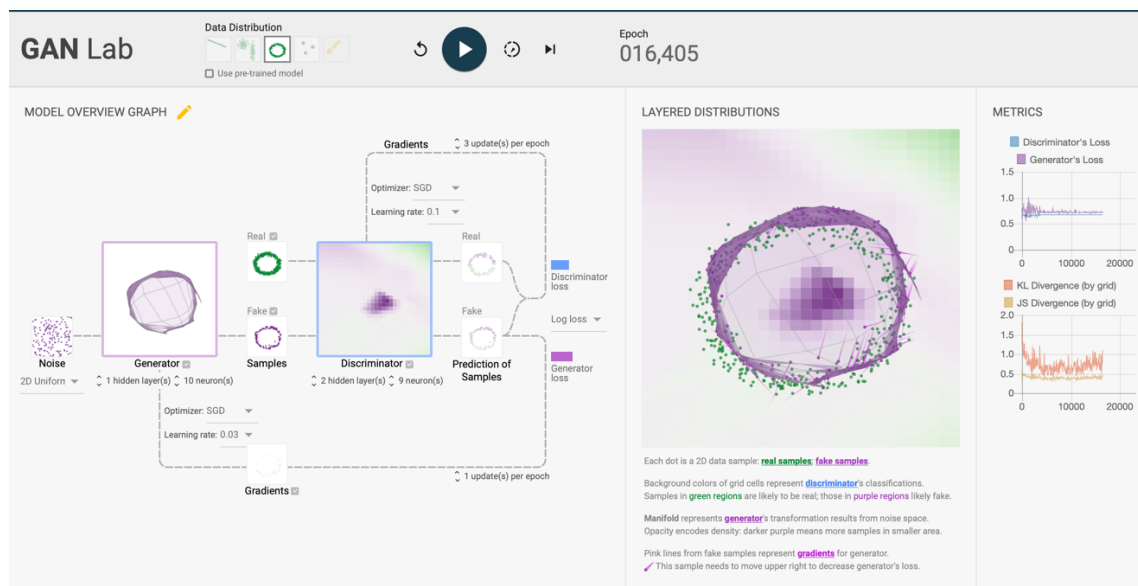 GAN Lab
Data Distribution
Use pre-trained model
Epoch
016,405
MODEL OVERVIEW GRAPH
Gradients
3 update(s) per epoch
Optimizer: SGD
Learning rate: 0.1
Real
Real
Discriminator
loss
Fake
Fake
Log loss
Noise
Generator
Samples
Discriminator
Prediction of
Samples
Generator
loss
2D Uniform
1 hidden layer(s)
10 neuron(s)
2 hidden layer(s)
9 neuron(s)
Optimizer: SGD
Learning rate: 0.03
Gradients
1 update(s) per epoch
LAYERED DISTRIBUTIONS
Each dot is a 2D data sample: real samples; fake samples.
Background colors of grid cells represent discriminator's classifications.
Samples in green regions are likely to be real; those in purple regions likely fake.
Manifold represents generator's transformation results from noise space.
Opacity encodes density: darker purple means more samples in smaller area.
Pink lines from fake samples represent gradients for generator.
This sample needs to move upper right to decrease generator's loss.
METRICS
Discriminator's Loss
Generator's Loss
1.5
1.0
0.5
0
0 10000 20000
KL Divergence (by grid)
JS Divergence (by grid)
2.0
1.5
1.0
0.5
0
0 10000 20000